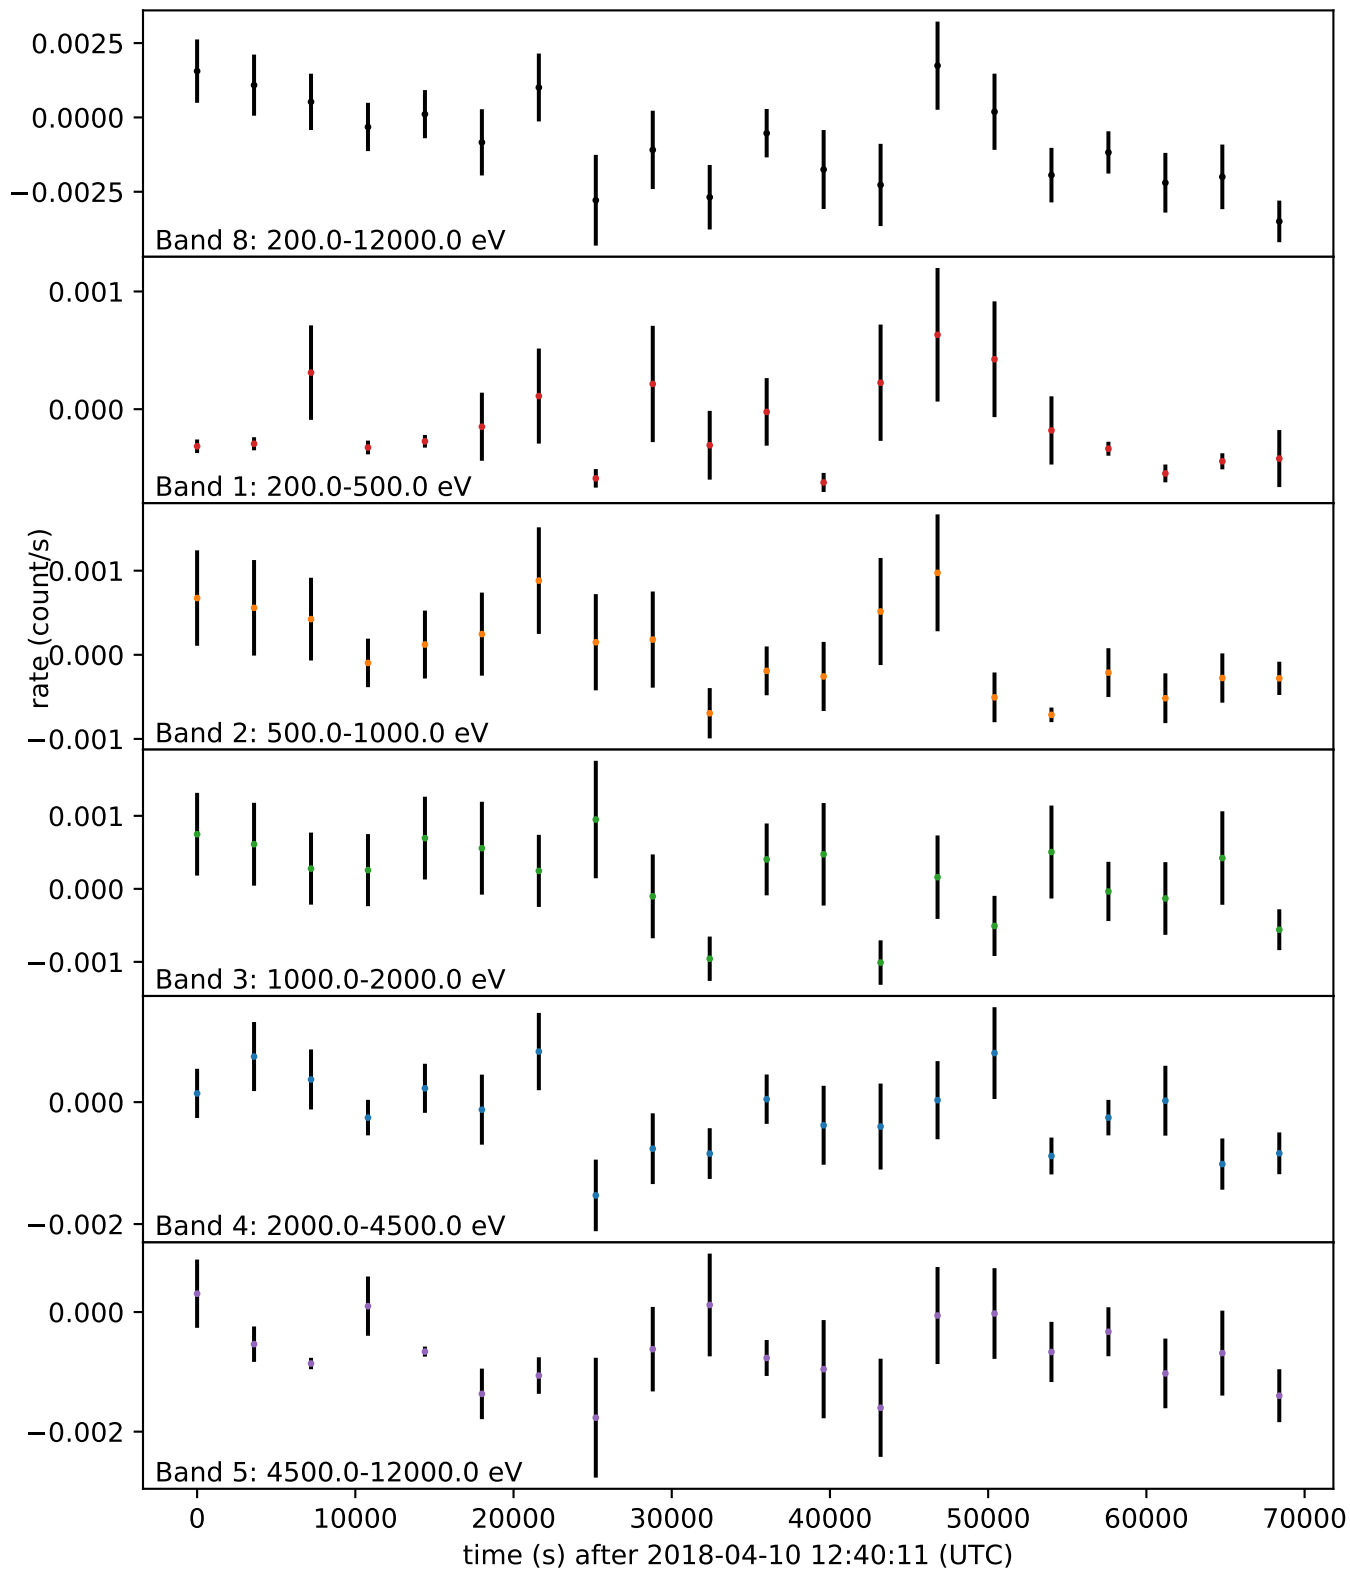 0.0025
0.0000
−0.0025
Band 8: 200.0-12000.0 eV
0.001
0.000
Band 1: 200.0-500.0 eV
rate (count/s)
0.001
0.000
−0.001
Band 2: 500.0-1000.0 eV
0.001
0.000
−0.001
Band 3: 1000.0-2000.0 eV
0.000
−0.002
Band 4: 2000.0-4500.0 eV
0.000
−0.002
Band 5: 4500.0-12000.0 eV
0 10000 20000 30000 40000 50000 60000 70000
time (s) after 2018-04-10 12:40:11 (UTC)